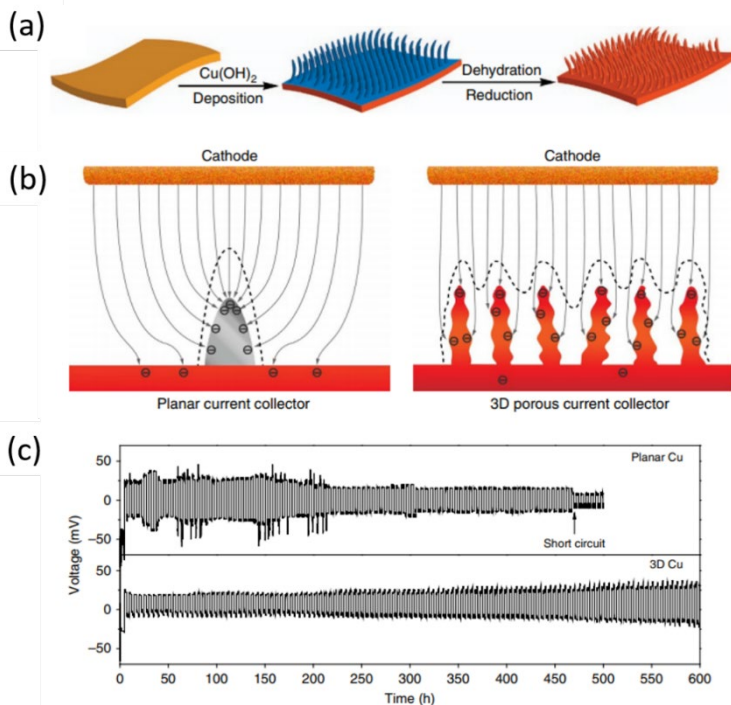 (a)
Cu(OH)₂
Deposition
Dehydration
Reduction
(b)
Cathode
Cathode
Planar current collector
3D porous current collector
(c)
Voltage (mV)
50
0
−50
Planar Cu
Short circuit
50
0
−50
3D Cu
0 50 100 150 200 250 300 350 400 450 500 550 600
Time (h)